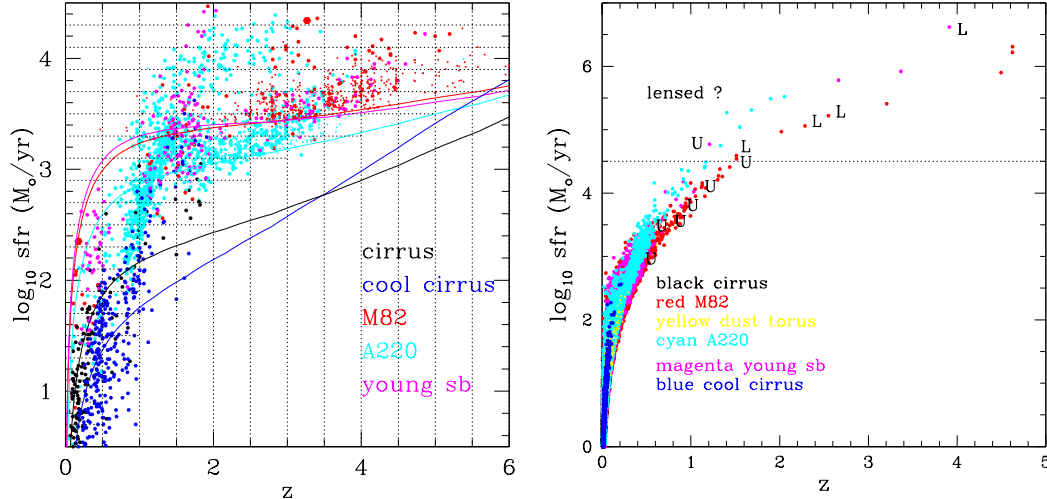 log10 sfr (Mo/yr)
4
3
2
1
0
2
4
6
z
cirrus
cool cirrus
M82
A220
young sb
log10 sfr (Mo/yr)
6
4
2
0
0
1
2
3
4
5
z
lensed ?
L
L
L
U
L
U
U
U
U
U
U
black cirrus
red M82
yellow dust torus
cyan A220
magenta young sb
blue cool cirrus